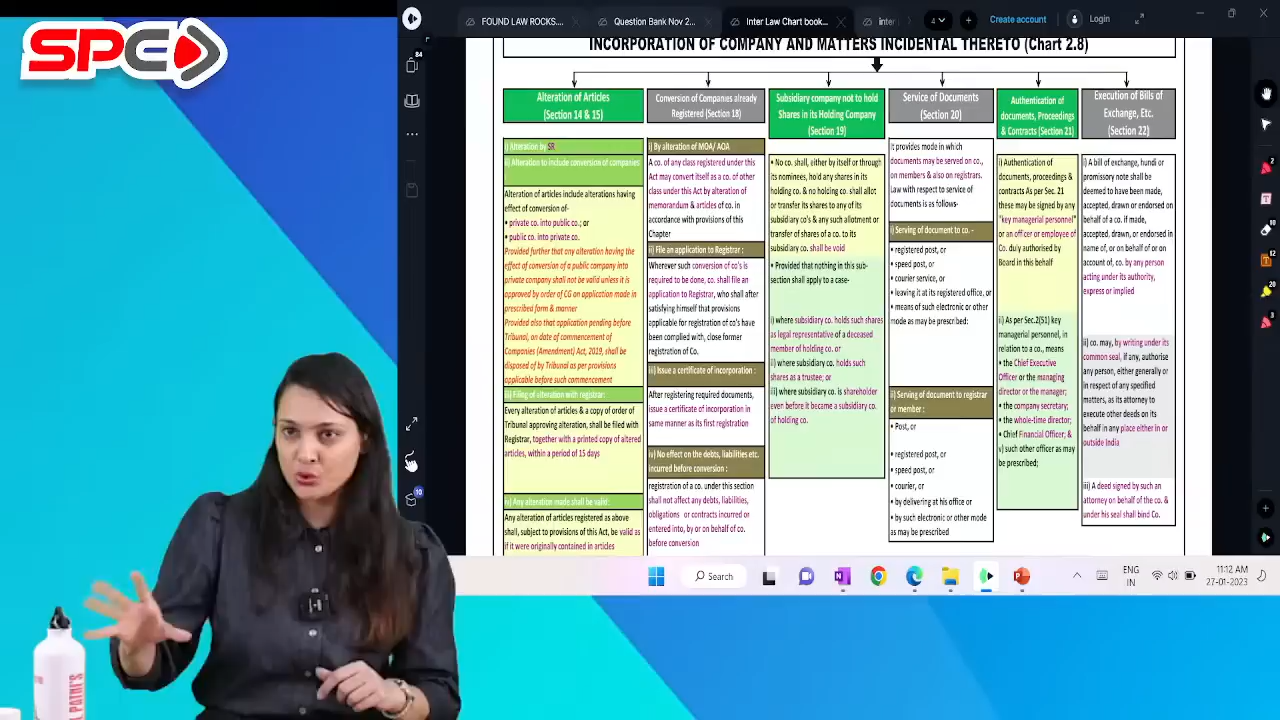 SPC
FOUND LAW ROCKS....
Question Bank Nov 2...
Inter Law Chart book...
inter
4
Create account
Login
84
INCORPORATION OF COMPANY AND MATTERS INCIDENTAL THERETO (Chart 2.8)
Alteration of Articles
(Section 14 & 15)
i) Alteration by SR
ii) Alteration to include conversion of companies
Alteration of articles include alterations having
effect of conversion of-
• private co. into public co.; or
• public co. into private co.
Provided further that any alteration having the
effect of conversion of a public company into
private company shall not be valid unless it is
approved by order of CG on application made in
prescribed form & manner
Provided also that application pending before
Tribunal, on date of commencement of
Companies (Amendment) Act, 2019, shall be
disposed of by Tribunal as per provisions
applicable before such commencement
iii) Filing of alteration with registrar:
Every alteration of articles & a copy of order of
Tribunal approving alteration, shall be filed with
Registrar, together with a printed copy of altered
articles, within a period of 15 days
iv) Any alteration made shall be valid:
Any alteration of articles registered as above
shall, subject to provisions of this Act, be valid as
if it were originally contained in articles
Conversion of Companies already
Registered (Section 18)
i) By alteration of MOA/ AOA
A co. of any class registered under this
Act may convert itself as a co. of other
class under this Act by alteration of
memorandum & articles of co. in
accordance with provisions of this
Chapter
ii) File an application to Registrar :
Wherever such conversion of co's is
required to be done, co. shall file an
application to Registrar, who shall after
satisfying himself that provisions
applicable for registration of co's have
been complied with, close former
registration of Co.
iii) Issue a certificate of incorporation :
After registering required documents,
issue a certificate of incorporation in
same manner as its first registration
iv) No effect on the debts, liabilities etc.
incurred before conversion :
registration of a co. under this section
shall not affect any debts, liabilities,
obligations or contracts incurred or
entered into, by or on behalf of co.
before conversion
Subsidiary company not to hold
Shares in its Holding Company
(Section 19)
• No co. shall, either by itself or through
its nominees, hold any shares in its
holding co. & no holding co. shall allot
or transfer its shares to any of its
subsidiary co's & any such allotment or
transfer of shares of a co. to its
subsidiary co. shall be void
• Provided that nothing in this sub-
section shall apply to a case-
i) where subsidiary co. holds such shares
as legal representative of a deceased
member of holding co. or
ii) where subsidiary co. holds such
shares as a trustee; or
iii) where subsidiary co. is shareholder
even before it became a subsidiary co.
of holding co.
Service of Documents
(Section 20)
It provides mode in which
documents may be served on co.,
on members & also on registrars.
Law with respect to service of
documents is as follows-
i) Serving of document to co. -
• registered post, or
• speed post, or
• courier service, or
• leaving it at its registered office, or
• means of such electronic or other
mode as may be prescribed:
ii) Serving of document to registrar
or member :
• Post, or
• registered post, or
• speed post, or
• courier, or
• by delivering at his office or
• by such electronic or other mode
as may be prescribed
Authentication of
documents, Proceedings
& Contracts (Section 21)
i) Authentication of
documents, proceedings &
contracts As per Sec. 21
these may be signed by any
"key managerial personnel"
or an officer or employee of
Co. duly authorised by
Board in this behalf
ii) As per Sec.2(51) key
managerial personnel, in
relation to a co., means
• the Chief Executive
Officer or the managing
director or the manager;
• the company secretary;
• the whole-time director;
• Chief Financial Officer; &
v) such other officer as may
be prescribed;
Execution of Bills of
Exchange, Etc.
(Section 22)
i) A bill of exchange, hundi or
promissory note shall be
deemed to have been made,
accepted, drawn or endorsed on
behalf of a co. if made,
accepted, drawn, or endorsed in
name of, or on behalf of or on
account of, co. by any person
acting under its authority,
express or implied
ii) co. may, by writing under its
common seal, if any, authorise
any person, either generally or
in respect of any specified
matters, as its attorney to
execute other deeds on its
behalf in any place either in or
outside India
iii) A deed signed by such an
attorney on behalf of the co. &
under his seal shall bind Co.
10
Search
ENG
IN
11:12 AM
27-01-2023